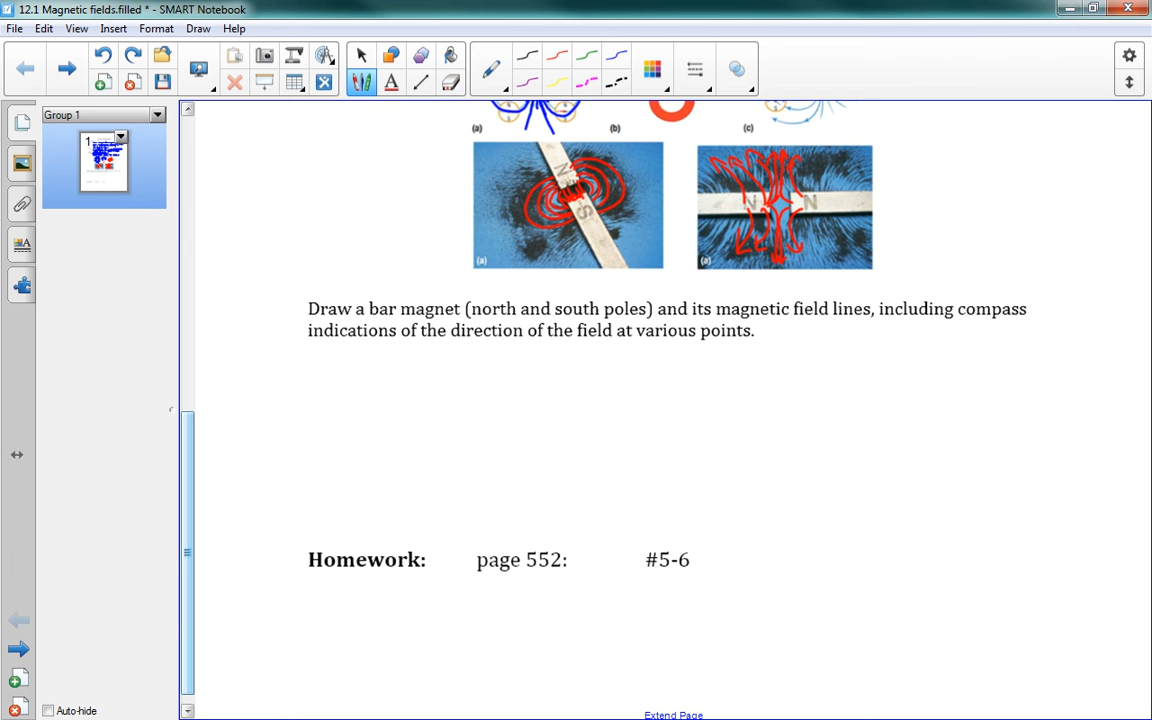 12.1 Magnetic fields.filled * - SMART Notebook
File Edit View Insert Format Draw Help
Group 1
1
(a) (b) (c)
N S
(a)
N N
(a)
Draw a bar magnet (north and south poles) and its magnetic field lines, including compass
indications of the direction of the field at various points.
Homework: page 552: #5-6
Extend Page
Auto-hide